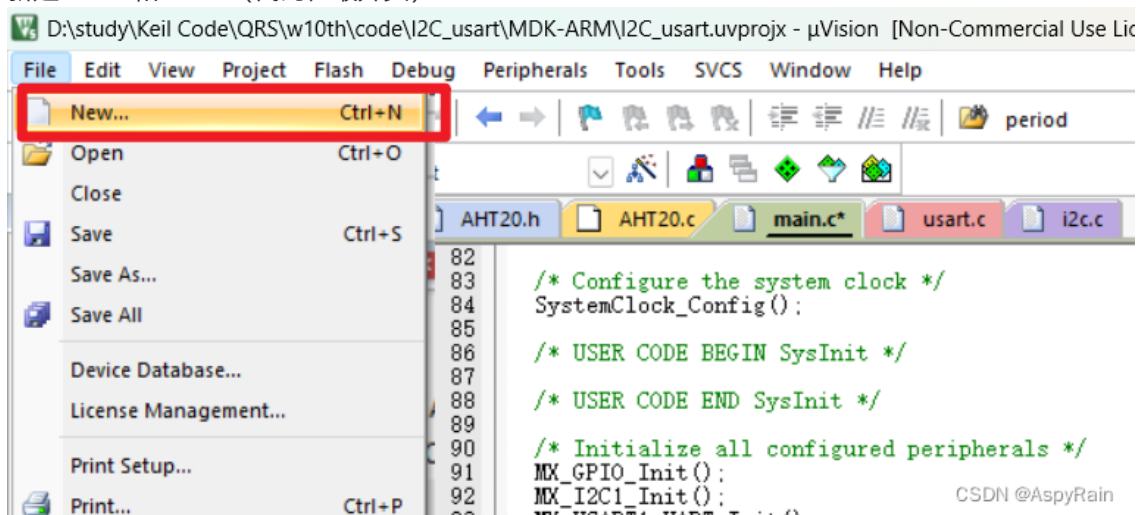 D:\study\Keil Code\QRS\w10th\code\I2C_usart\MDK-ARM\I2C_usart.uvprojx - µVision [Non-Commercial Use Lic
File Edit View Project Flash Debug Peripherals Tools SVCS Window Help
New... Ctrl+N
period
Open Ctrl+O
Close
AHT20.h AHT20.c main.c* usart.c i2c.c
Save Ctrl+S
Save As...
Save All
Device Database...
License Management...
Print Setup...
Print... Ctrl+P
82
83 /* Configure the system clock */
84 SystemClock_Config();
85
86 /* USER CODE BEGIN SysInit */
87
88 /* USER CODE END SysInit */
89
90 /* Initialize all configured peripherals */
91 MX_GPIO_Init();
92 MX_I2C1_Init();
CSDN @AspyRain